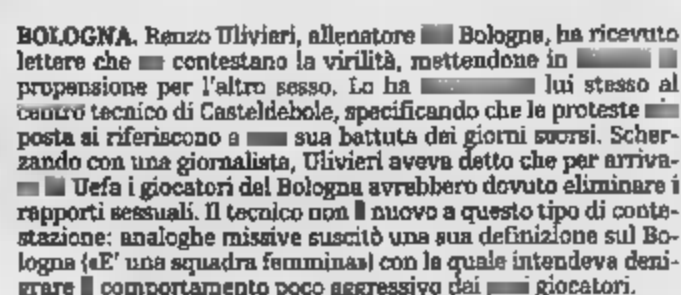 BOLOGNA. Renzo Ulivieri, allenatore Bologna, ha ricevuto
lettere che contestano la virilità, mettendone in
propensione per l'altro sesso. Lo ha lui stesso al
centro tecnico di Casteldebole, specificando che le proteste
posta si riferiscono a sua battuta dei giorni scorsi. Scher-
zando con una giornalista, Ulivieri aveva detto che per arriva-
Uefa i giocatori del Bologna avrebbero dovuto eliminare i
rapporti sessuali. Il tecnico non nuovo a questo tipo di conte-
stazione: analoghe missive suscitò una sua definizione sul Bo-
logna («E' una squadra femmina») con la quale intendeva deni-
grare comportamento poco aggressivo dei giocatori.